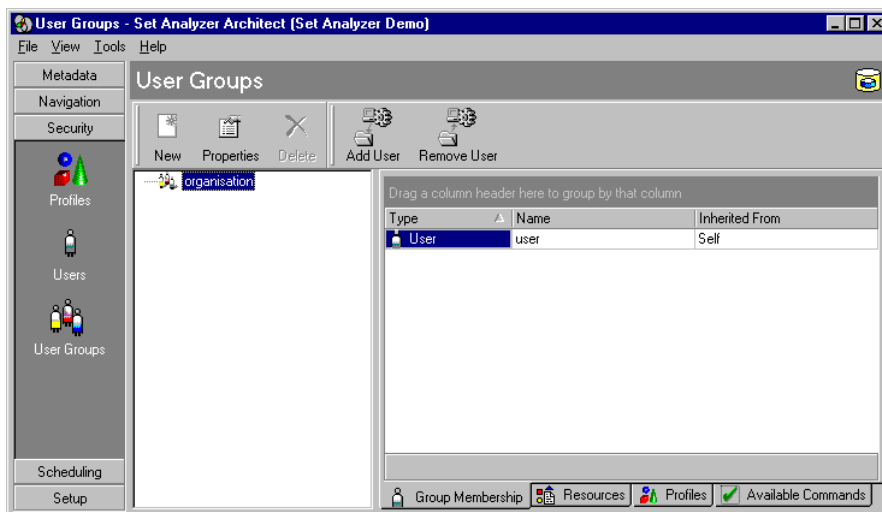 User Groups - Set Analyzer Architect (Set Analyzer Demo)
File View Tools Help
Metadata
Navigation
Security
Profiles
Users
User Groups
Scheduling
Setup
User Groups
New Properties Delete Add User Remove User
organisation
Drag a column header here to group by that column
Type Name Inherited From
User user Self
Group Membership Resources Profiles Available Commands